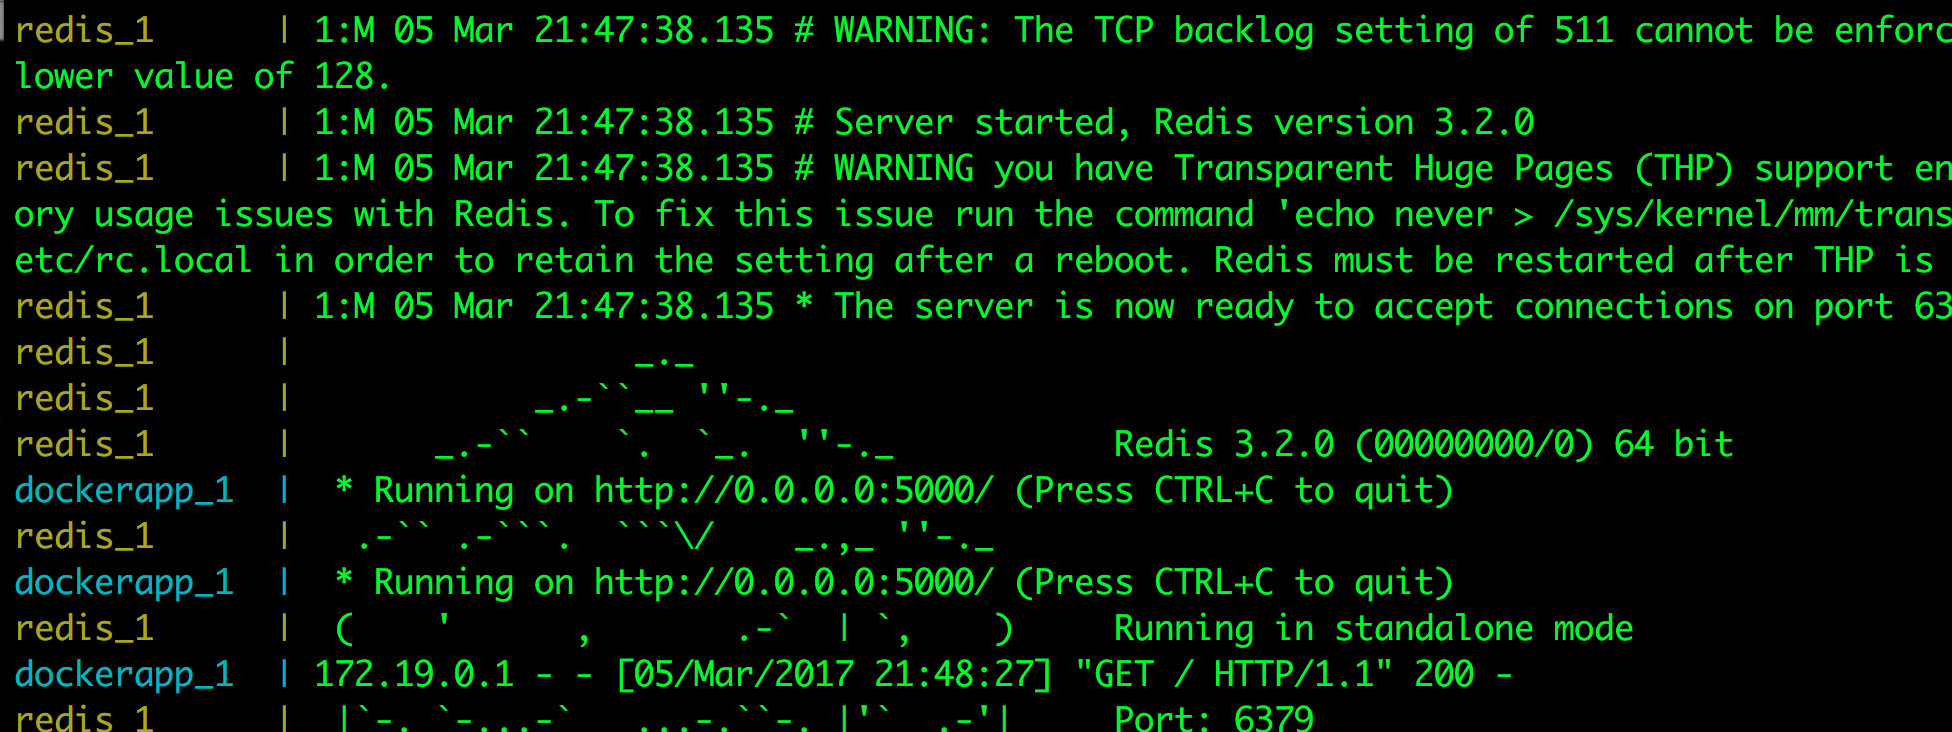 redis_1      | 1:M 05 Mar 21:47:38.135 # WARNING: The TCP backlog setting of 511 cannot be enforc
lower value of 128.
redis_1      | 1:M 05 Mar 21:47:38.135 # Server started, Redis version 3.2.0
redis_1      | 1:M 05 Mar 21:47:38.135 # WARNING you have Transparent Huge Pages (THP) support en
ory usage issues with Redis. To fix this issue run the command 'echo never > /sys/kernel/mm/trans
etc/rc.local in order to retain the setting after a reboot. Redis must be restarted after THP is
redis_1      | 1:M 05 Mar 21:47:38.135 * The server is now ready to accept connections on port 63
redis_1      |                 _._
redis_1      |            _.-``__ ''-._
redis_1      |       _.-``    `.  `_.  ''-._           Redis 3.2.0 (00000000/0) 64 bit
dockerapp_1  |  * Running on http://0.0.0.0:5000/ (Press CTRL+C to quit)
redis_1      |   .-`` .-```.  ```\/    _.,_ ''-._
dockerapp_1  |  * Running on http://0.0.0.0:5000/ (Press CTRL+C to quit)
redis_1      |  (    '      ,       .-`  | `,    )     Running in standalone mode
dockerapp_1  | 172.19.0.1 - - [05/Mar/2017 21:48:27] "GET / HTTP/1.1" 200 -
redis_1      |  |`-._`-...-` __...-.``-._|'` _.-'|     Port: 6379